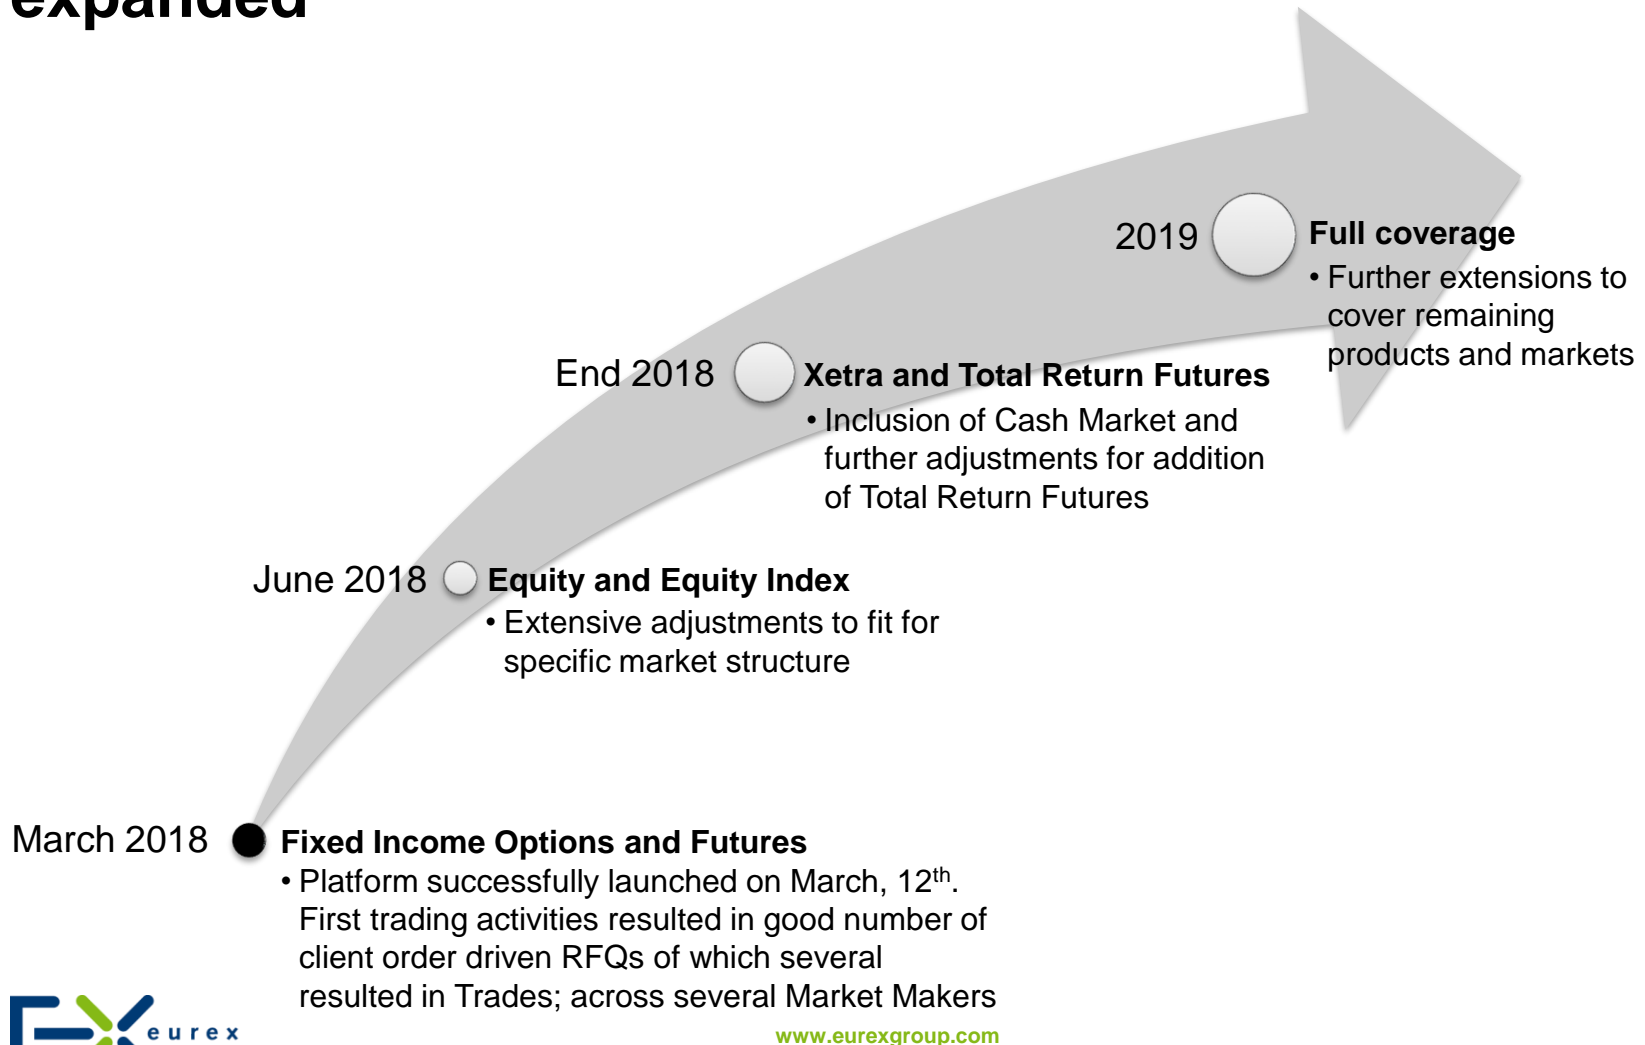 expanded
2019
Full coverage
• Further extensions to
cover remaining
products and markets
End 2018
Xetra and Total Return Futures
• Inclusion of Cash Market and
further adjustments for addition
of Total Return Futures
June 2018
Equity and Equity Index
• Extensive adjustments to fit for
specific market structure
March 2018
Fixed Income Options and Futures
• Platform successfully launched on March, 12th.
First trading activities resulted in good number of
client order driven RFQs of which several
resulted in Trades; across several Market Makers
eurex
www.eurexgroup.com